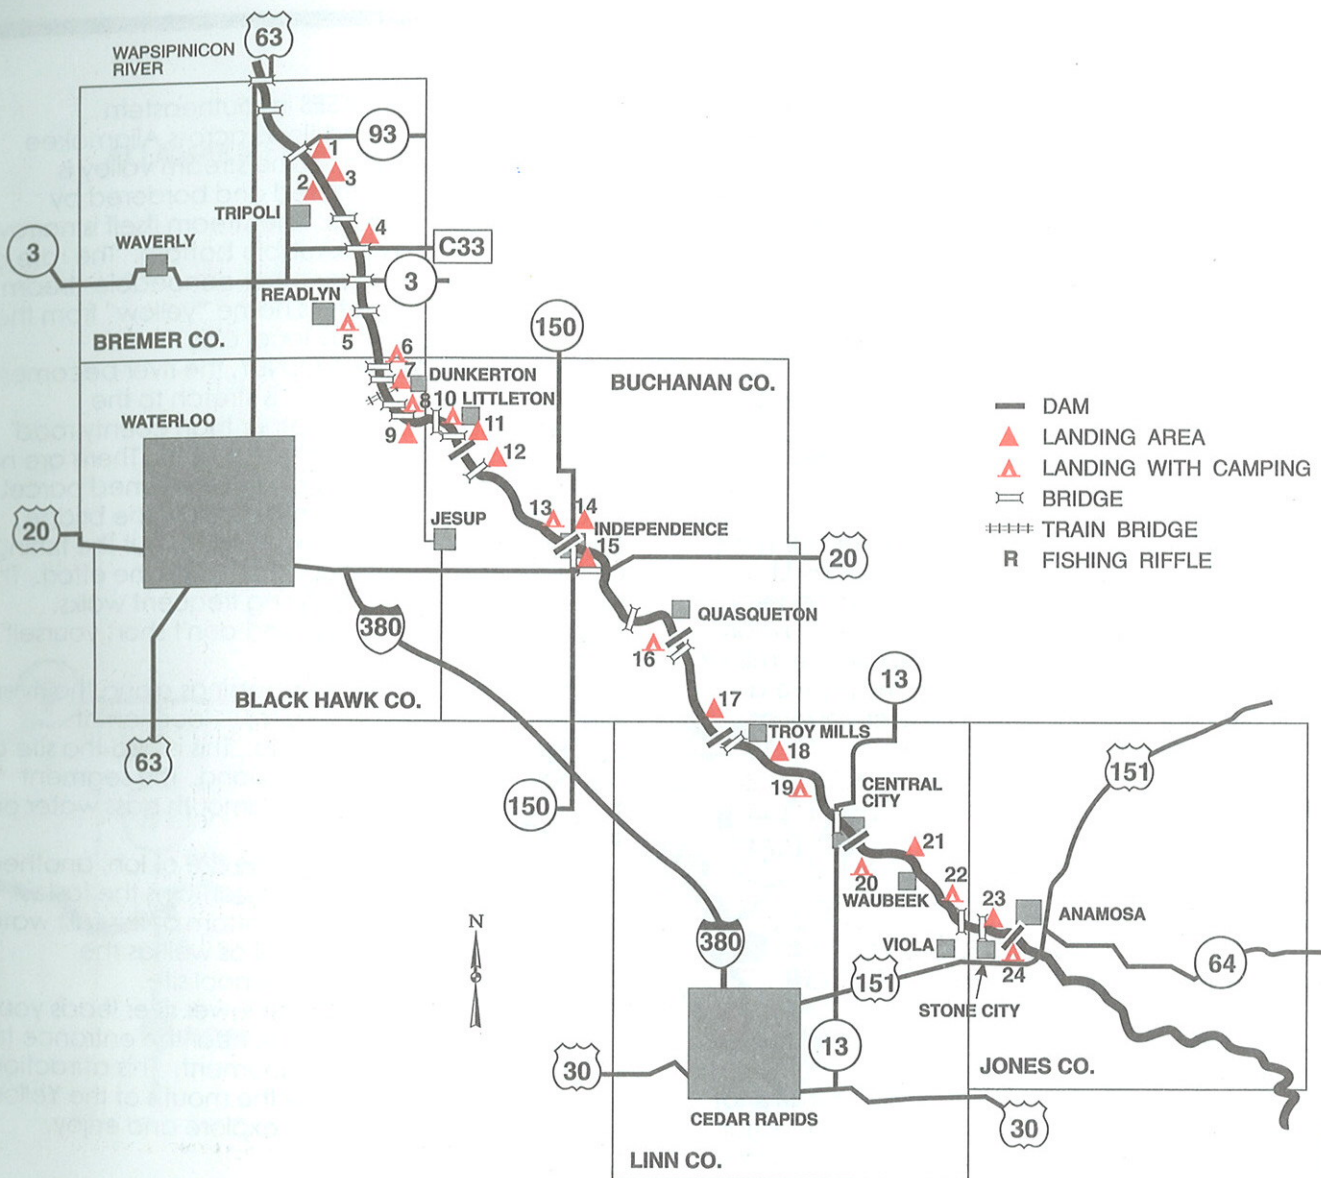 63
WAPSIPINICON
RIVER
93
1
3
2
TRIPOLI
4
C33
WAVERLY
3
3
READLYN
5
BREMER CO.
150
6
7
DUNKERTON
BUCHANAN CO.
8
10 LITTLETON
9
11
12
WATERLOO
DAM
LANDING AREA
LANDING WITH CAMPING
BRIDGE
TRAIN BRIDGE
R FISHING RIFFLE
20
JESUP
13
14
INDEPENDENCE
15
20
380
QUASQUETON
16
13
BLACK HAWK CO.
17
63
TROY MILLS
18
19
CENTRAL
CITY
151
150
21
20
WAUBEEK
22
23
ANAMOSA
N
380
VIOLA
24
64
151
STONE CITY
13
30
JONES CO.
CEDAR RAPIDS
30
LINN CO.